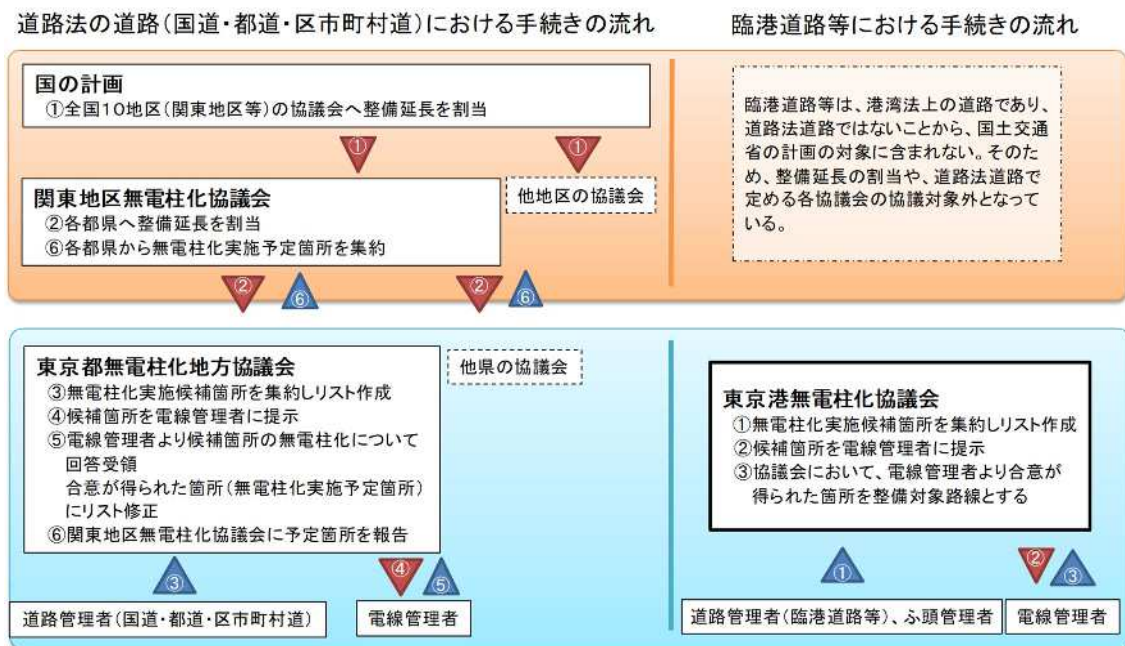 道路法の道路(国道・都道・区市町村道)における手続きの流れ
臨港道路等における手続きの流れ
国の計画
①全国10地区(関東地区等)の協議会へ整備延長を割当
①
①
関東地区無電柱化協議会
②各都県へ整備延長を割当
⑥各都県から無電柱化実施予定箇所を集約
他地区の協議会
②
⑥
②
⑥
臨港道路等は、港湾法上の道路であり、
道路法道路ではないことから、国土交通
省の計画の対象に含まれない。そのた
め、整備延長の割当や、道路法道路で
定める各協議会の協議対象外となって
いる。
東京都無電柱化地方協議会
③無電柱化実施候補箇所を集約しリスト作成
④候補箇所を電線管理者に提示
⑤電線管理者より候補箇所の無電柱化について
回答受領
合意が得られた箇所(無電柱化実施予定箇所)
にリスト修正
⑥関東地区無電柱化協議会に予定箇所を報告
他県の協議会
③
④
⑤
道路管理者(国道・都道・区市町村道)
電線管理者
東京港無電柱化協議会
①無電柱化実施候補箇所を集約しリスト作成
②候補箇所を電線管理者に提示
③協議会において、電線管理者より合意が
得られた箇所を整備対象路線とする
①
②
③
道路管理者(臨港道路等)、ふ頭管理者
電線管理者